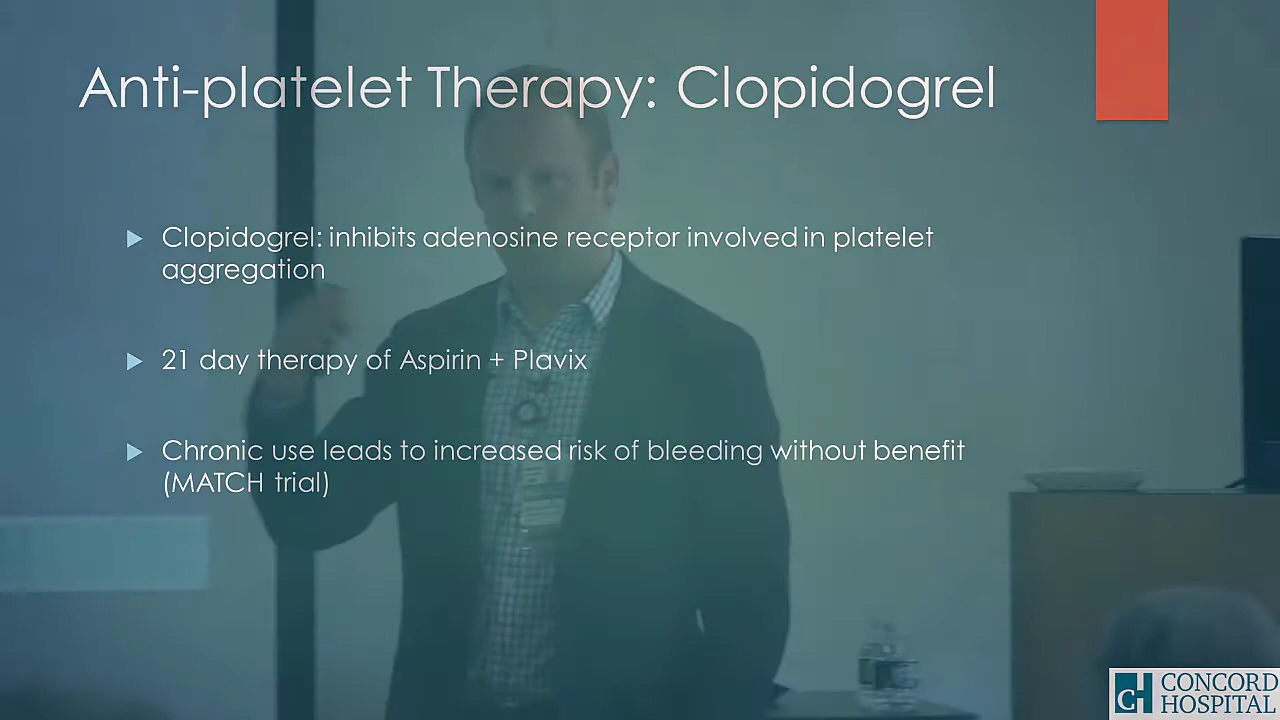 Anti-platelet Therapy: Clopidogrel
Clopidogrel: inhibits adenosine receptor involved in platelet
aggregation
21 day therapy of Aspirin + Plavix
Chronic use leads to increased risk of bleeding without benefit
(MATCH trial)
CH CONCORD
HOSPITAL